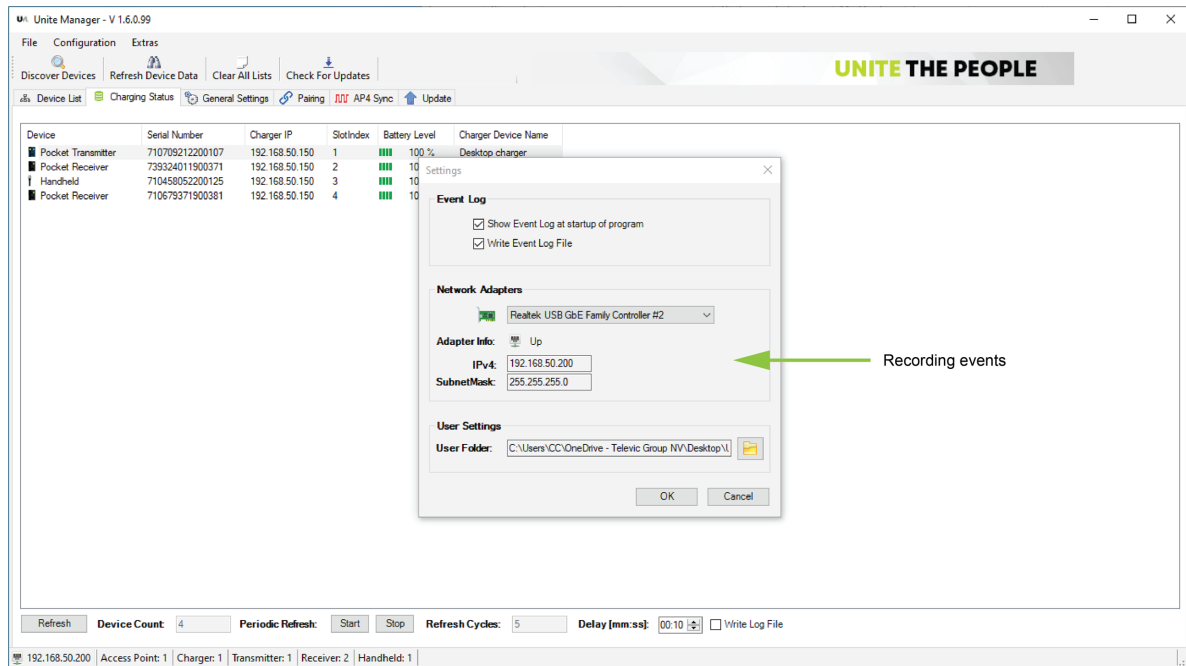 Unite Manager - V 1.6.0.99
File Configuration Extras
Discover Devices Refresh Device Data Clear All Lists Check For Updates
UNITE THE PEOPLE
Device List Charging Status General Settings Pairing AP4 Sync Update
Device Serial Number Charger IP SlotIndex Battery Level Charger Device Name
Pocket Transmitter 710709212200107 192.168.50.150 1 100 % Desktop charger
Pocket Receiver 739324011900371 192.168.50.150 2 10
Handheld 710458052200125 192.168.50.150 3 10
Pocket Receiver 710679371900381 192.168.50.150 4 10
Settings
Event Log
Show Event Log at startup of program
Write Event Log File
Network Adapters
Realtek USB GbE Family Controller #2
Adapter Info: Up
IPv4: 192.168.50.200
SubnetMask: 255.255.255.0
Recording events
User Settings
User Folder: C:\Users\CC\OneDrive - Televic Group NV\Desktop\
OK Cancel
Refresh Device Count: 4 Periodic Refresh: Start Stop Refresh Cycles: 5 Delay [mm:ss]: 00:10 Write Log File
192.168.50.200 Access Point: 1 Charger: 1 Transmitter: 1 Receiver: 2 Handheld: 1